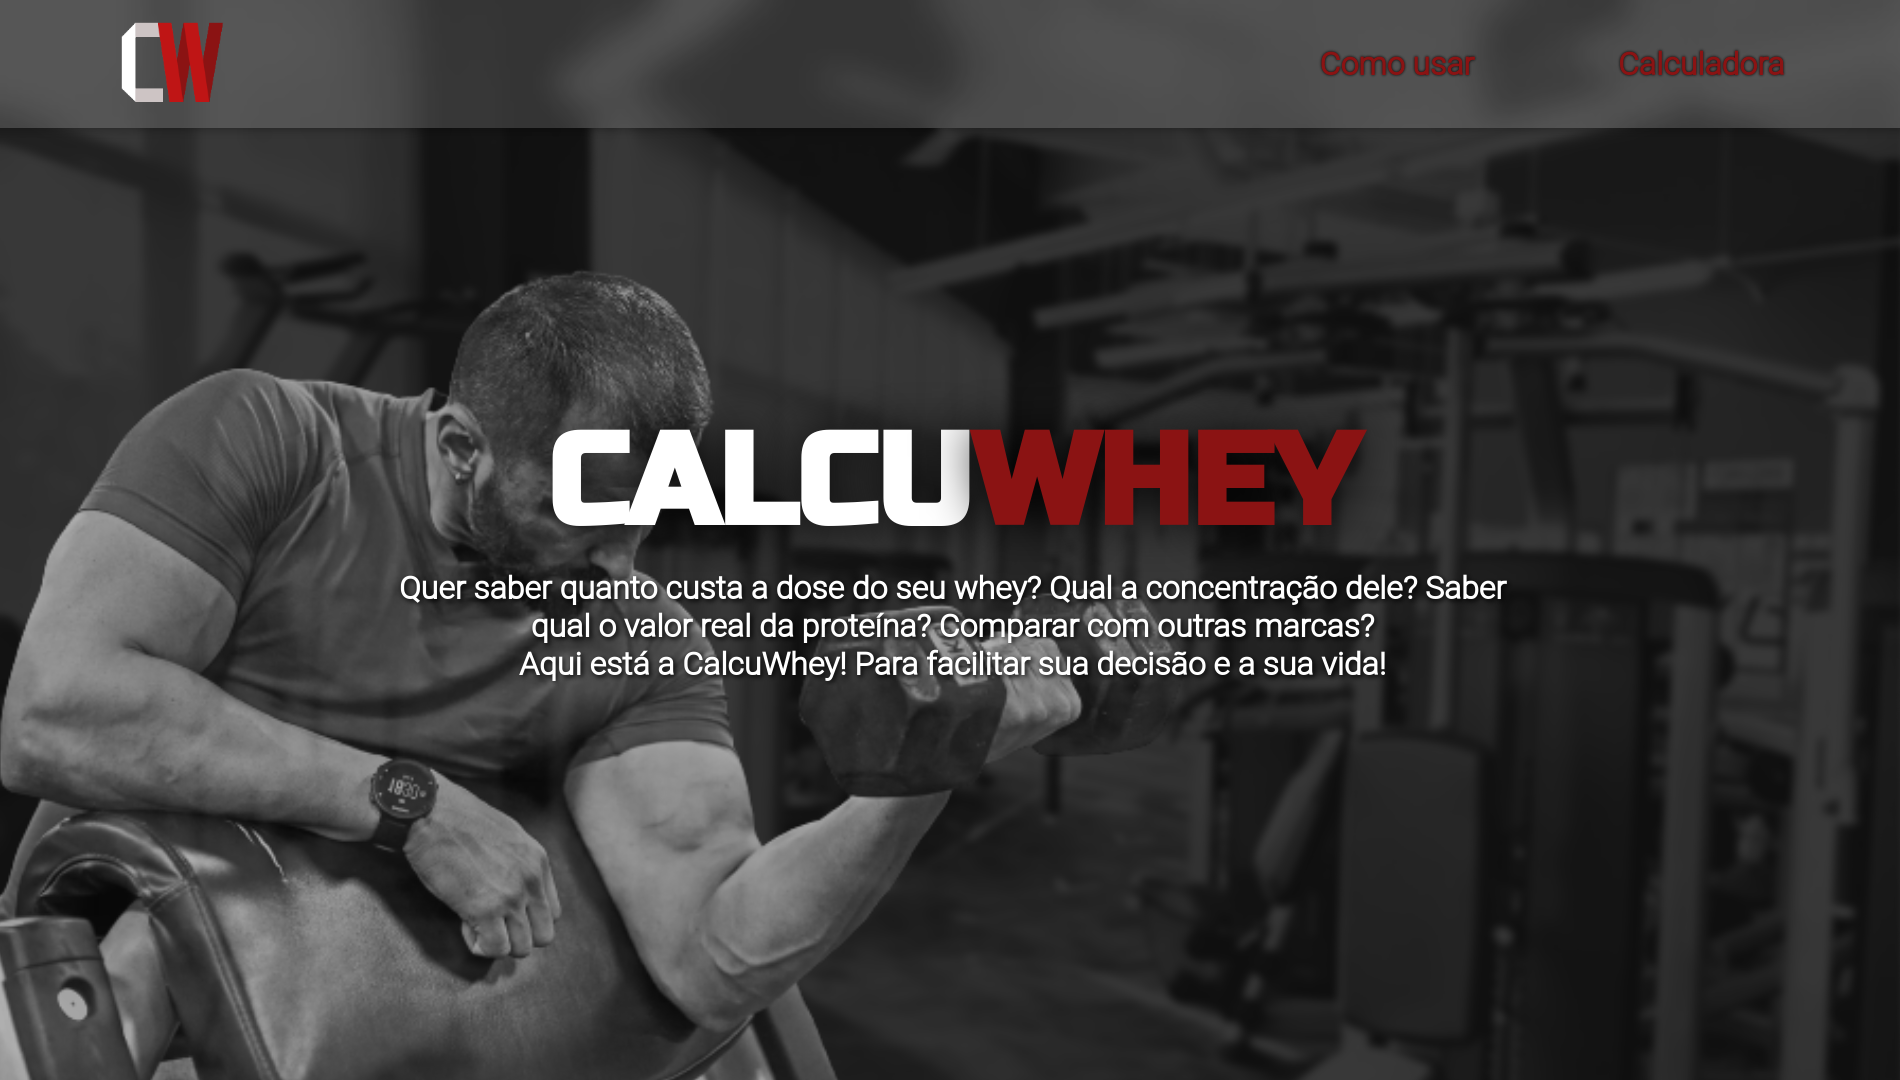 CW
Como usar
Calculadora
CALCUWHEY
Quer saber quanto custa a dose do seu whey? Qual a concentração dele? Saber
qual o valor real da proteína? Comparar com outras marcas?
Aqui está a CalcuWhey! Para facilitar sua decisão e a sua vida!